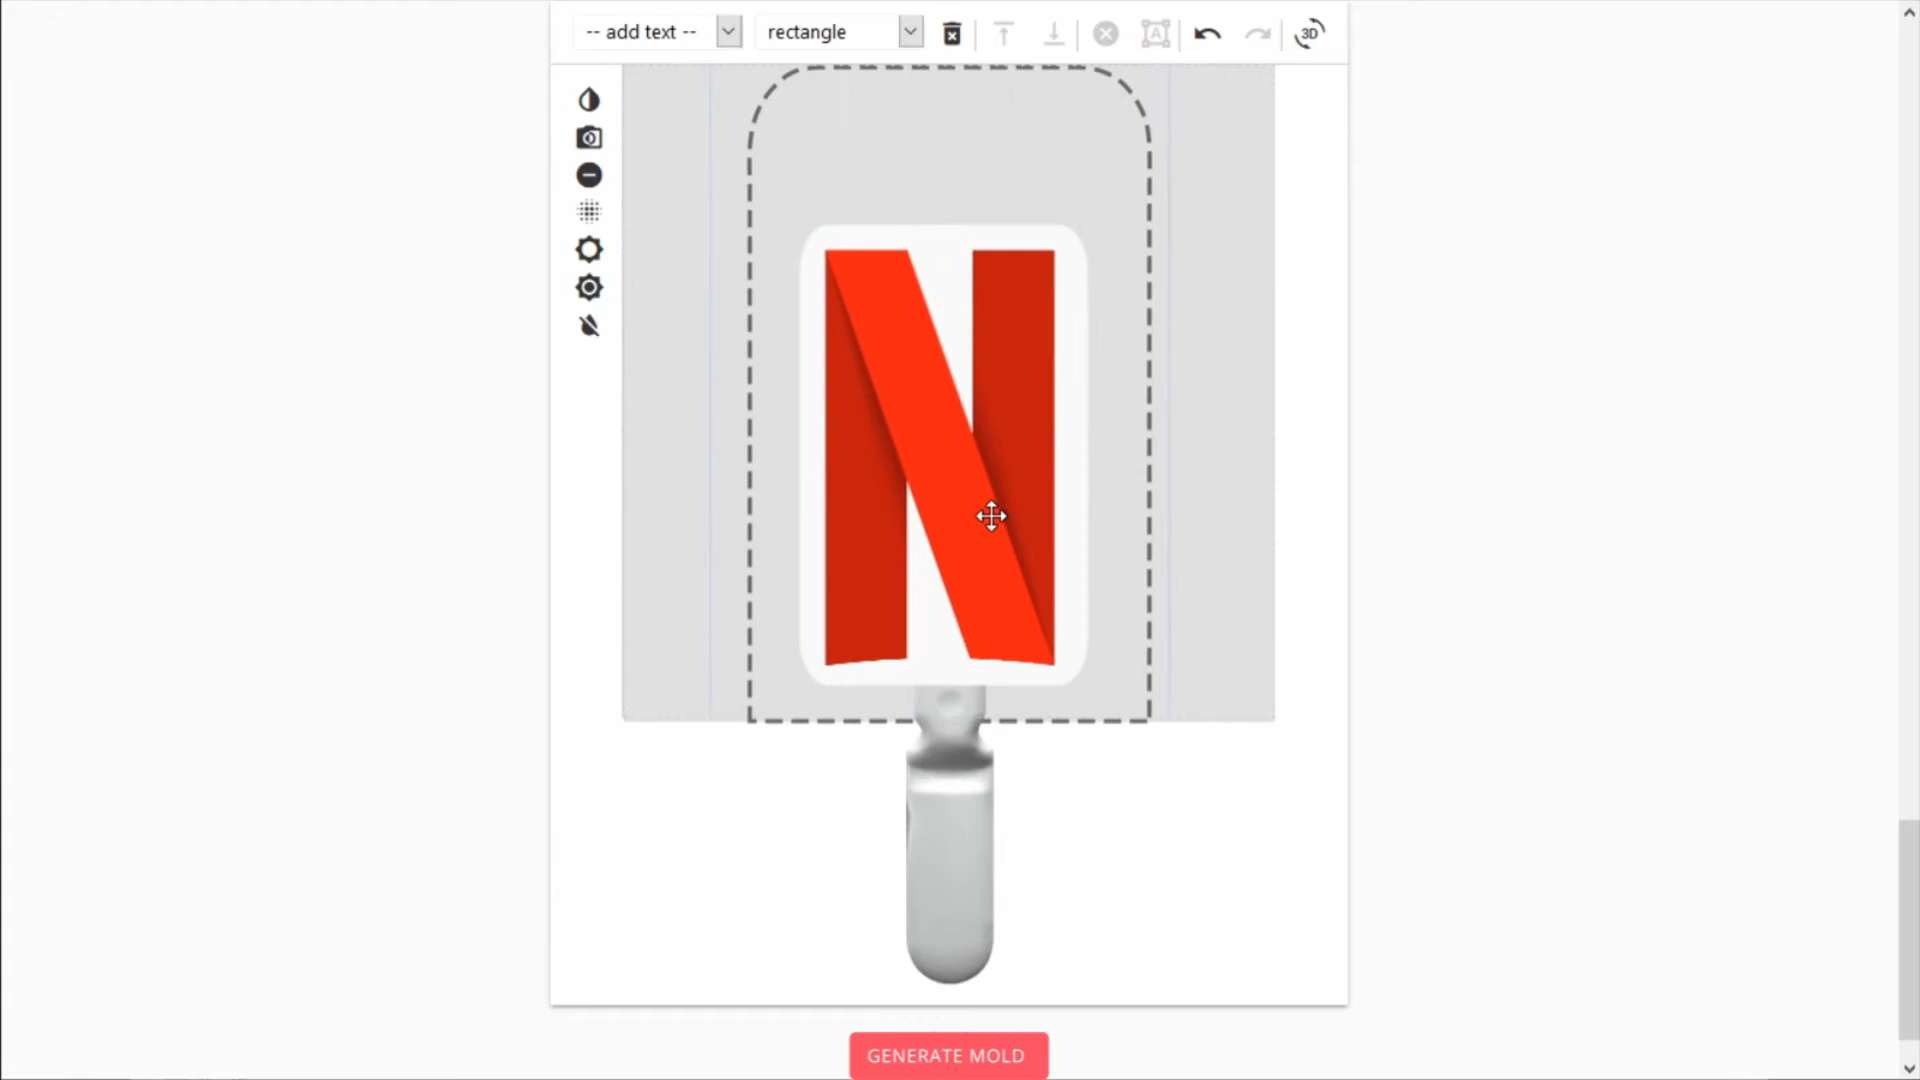 -- add text --
rectangle
A
3D
N
GENERATE MOLD